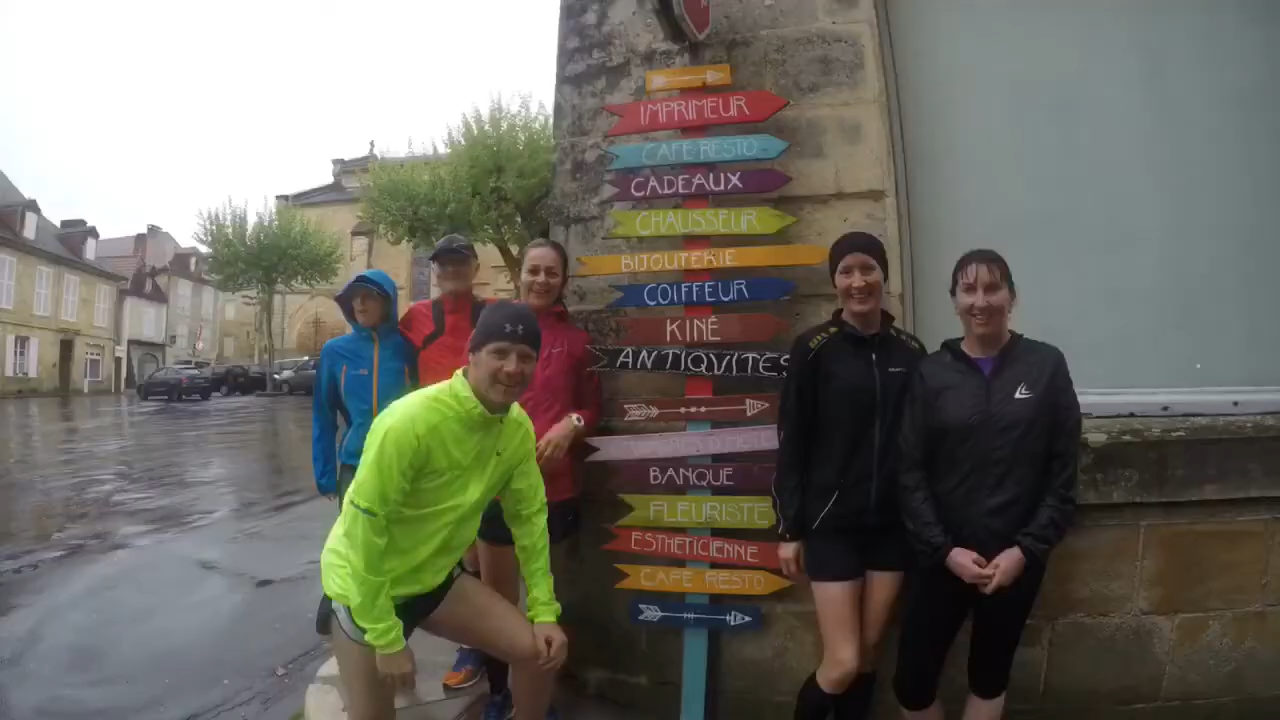 IMPRIMEUR
CAFE-RESTO
CADEAUX
CHAUSSEUR
BIJOUTERIE
COIFFEUR
KINÉ
ANTIQUITES
BANQUE
FLEURISTE
ESTHETICIENNE
CAFE RESTO